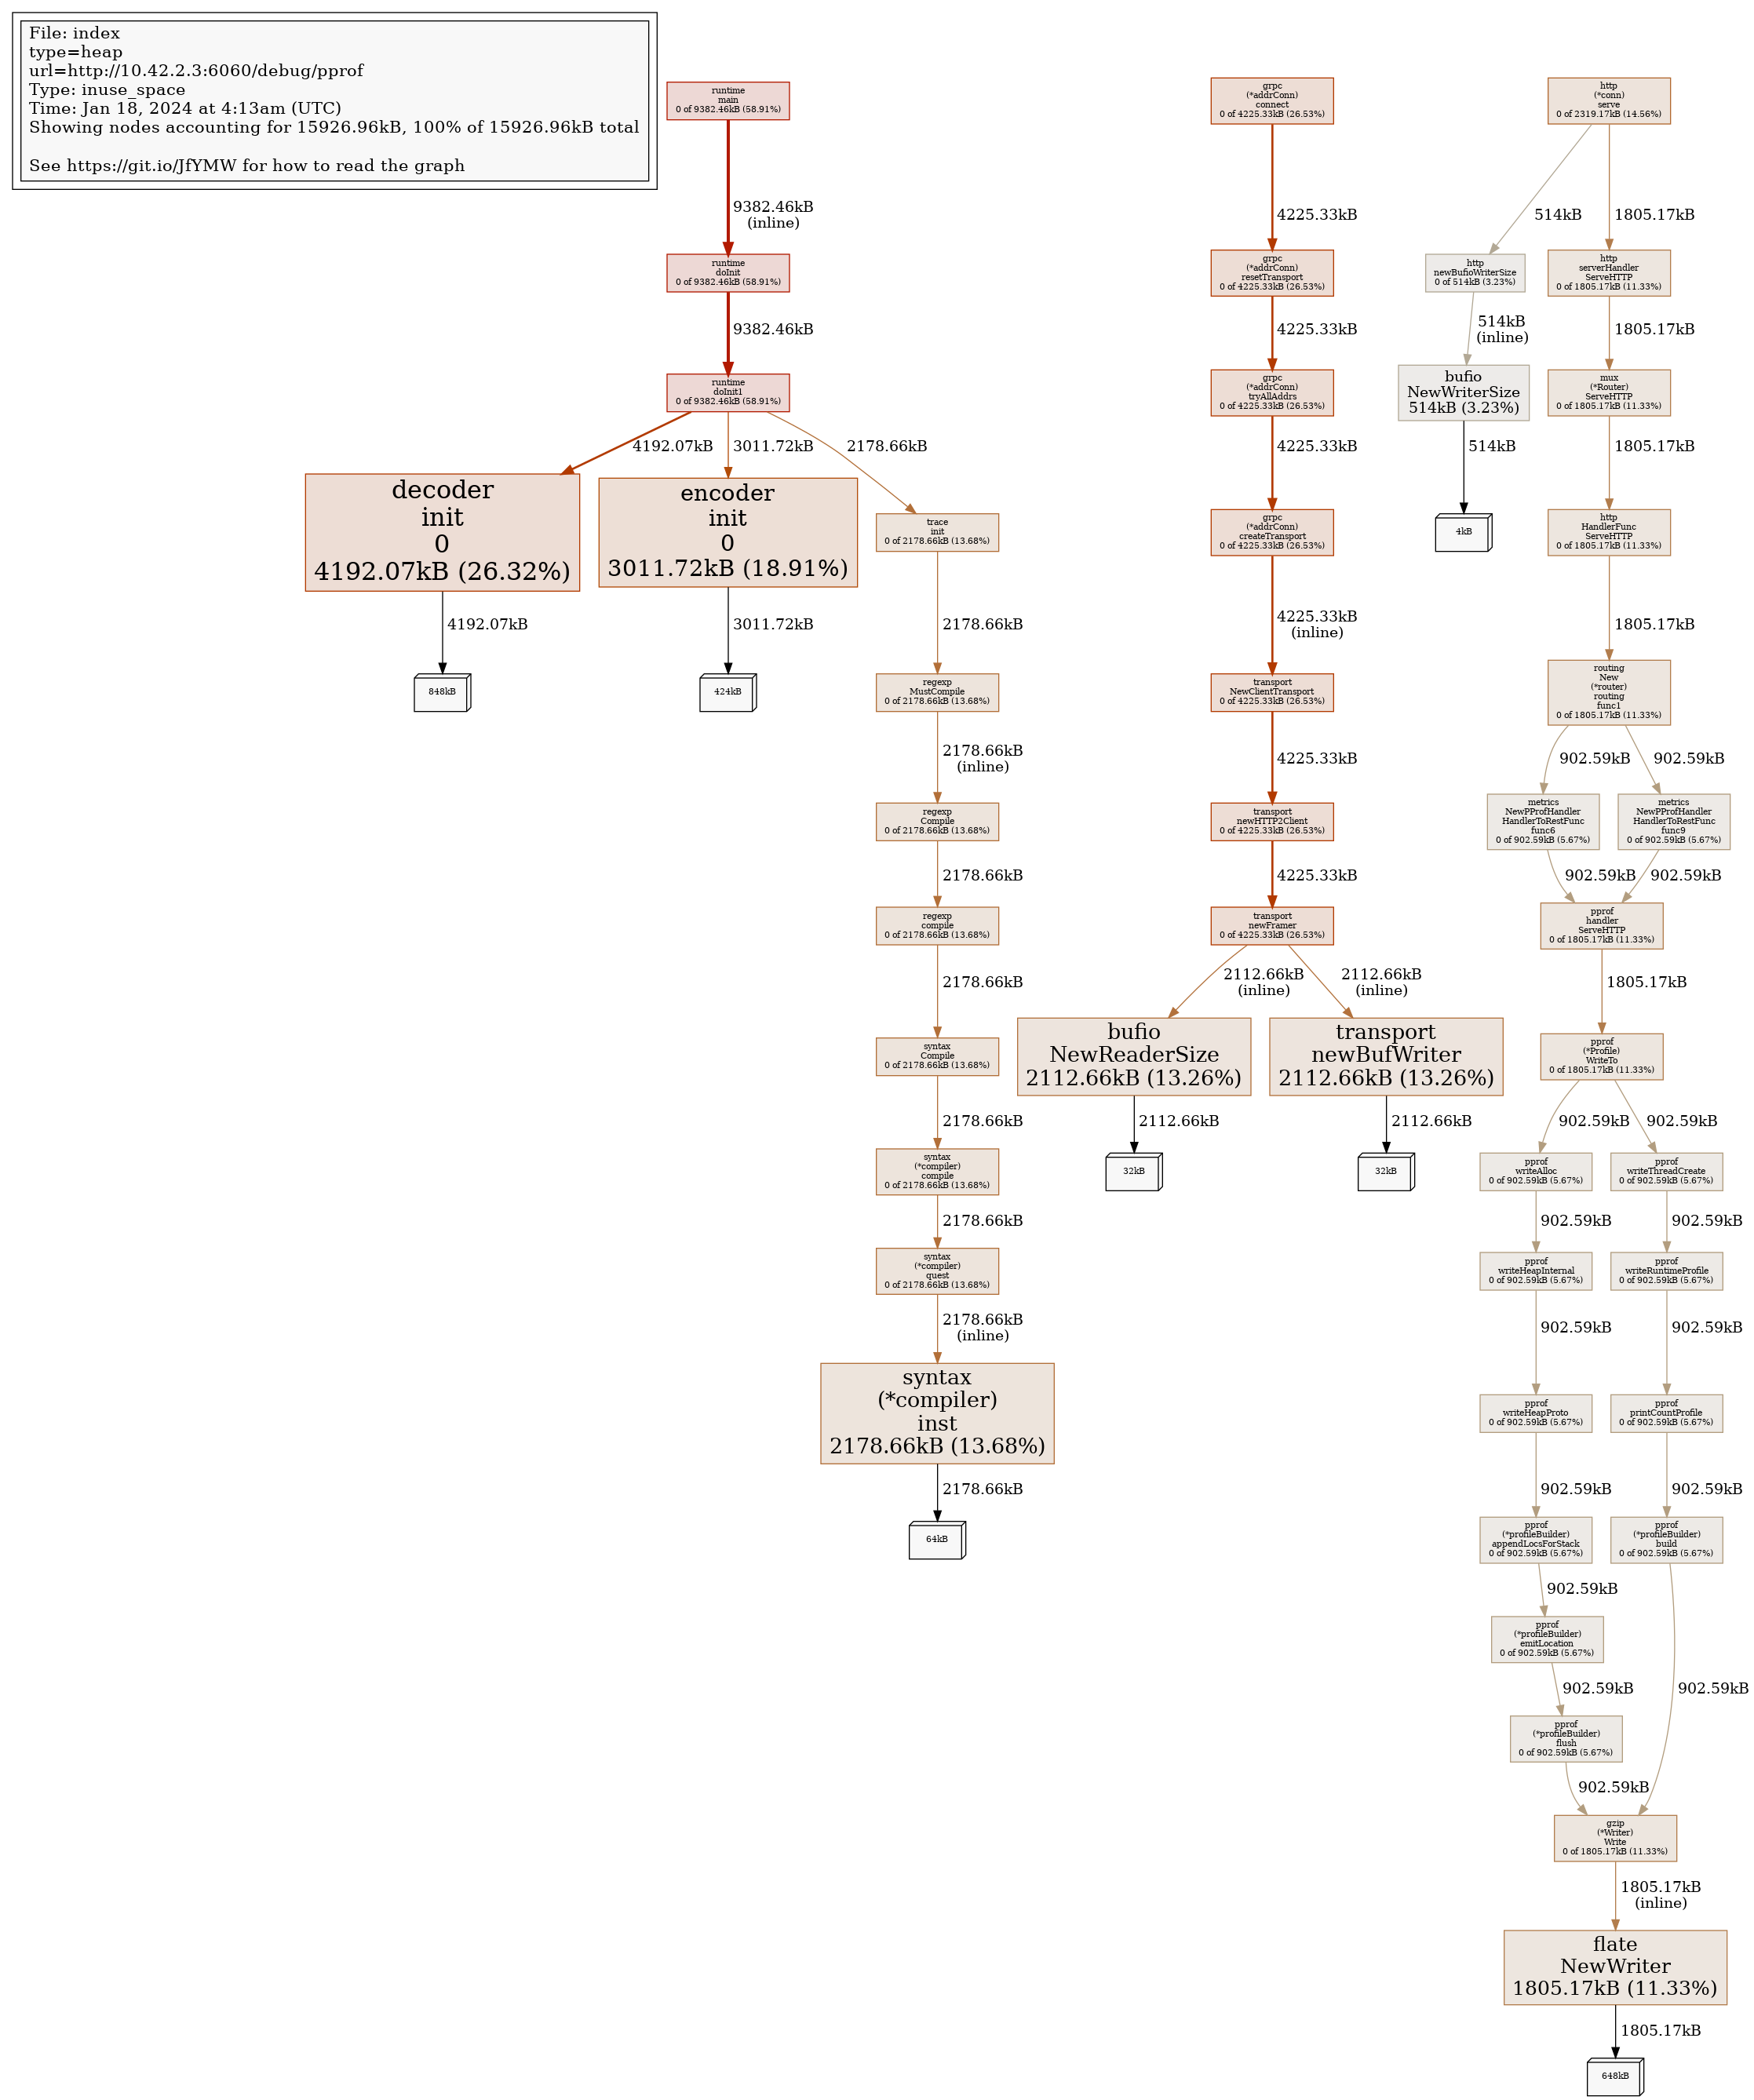 File: index
type=heap
url=http://10.42.2.3:6060/debug/pprof
Type: inuse_space
Time: Jan 18, 2024 at 4:13am (UTC)
Showing nodes accounting for 15926.96kB, 100% of 15926.96kB total
See https://git.io/JfYMW for how to read the graph
runtime
main
0 of 9382.46kB (58.91%)
9382.46kB
(inline)
runtime
doInit
0 of 9382.46kB (58.91%)
9382.46kB
runtime
doInit1
0 of 9382.46kB (58.91%)
4192.07kB
3011.72kB
2178.66kB
decoder
init
0
4192.07kB (26.32%)
4192.07kB
848kB
encoder
init
0
3011.72kB (18.91%)
3011.72kB
424kB
trace
init
0 of 2178.66kB (13.68%)
2178.66kB
regexp
MustCompile
0 of 2178.66kB (13.68%)
2178.66kB
(inline)
regexp
Compile
0 of 2178.66kB (13.68%)
2178.66kB
regexp
compile
0 of 2178.66kB (13.68%)
2178.66kB
syntax
Compile
0 of 2178.66kB (13.68%)
2178.66kB
syntax
(*compiler)
compile
0 of 2178.66kB (13.68%)
2178.66kB
syntax
(*compiler)
quest
0 of 2178.66kB (13.68%)
2178.66kB
(inline)
syntax
(*compiler)
inst
2178.66kB (13.68%)
2178.66kB
64kB
grpc
(*addrConn)
connect
0 of 4225.33kB (26.53%)
4225.33kB
grpc
(*addrConn)
resetTransport
0 of 4225.33kB (26.53%)
4225.33kB
grpc
(*addrConn)
tryAllAddrs
0 of 4225.33kB (26.53%)
4225.33kB
grpc
(*addrConn)
createTransport
0 of 4225.33kB (26.53%)
4225.33kB
(inline)
transport
NewClientTransport
0 of 4225.33kB (26.53%)
4225.33kB
transport
newHTTP2Client
0 of 4225.33kB (26.53%)
4225.33kB
transport
newFramer
0 of 4225.33kB (26.53%)
2112.66kB
(inline)
2112.66kB
(inline)
bufio
NewReaderSize
2112.66kB (13.26%)
2112.66kB
32kB
transport
newBufWriter
2112.66kB (13.26%)
2112.66kB
32kB
http
(*conn)
serve
0 of 2319.17kB (14.56%)
514kB
1805.17kB
http
newBufioWriterSize
0 of 514kB (3.23%)
514kB
(inline)
bufio
NewWriterSize
514kB (3.23%)
514kB
4kB
http
serverHandler
ServeHTTP
0 of 1805.17kB (11.33%)
1805.17kB
mux
(*Router)
ServeHTTP
0 of 1805.17kB (11.33%)
1805.17kB
http
HandlerFunc
ServeHTTP
0 of 1805.17kB (11.33%)
1805.17kB
routing
New
(*router)
routing
func1
0 of 1805.17kB (11.33%)
902.59kB
902.59kB
metrics
NewPProfHandler
HandlerToRestFunc
func6
0 of 902.59kB (5.67%)
metrics
NewPProfHandler
HandlerToRestFunc
func9
0 of 902.59kB (5.67%)
902.59kB
902.59kB
pprof
handler
ServeHTTP
0 of 1805.17kB (11.33%)
1805.17kB
pprof
(*Profile)
WriteTo
0 of 1805.17kB (11.33%)
902.59kB
902.59kB
pprof
writeAlloc
0 of 902.59kB (5.67%)
pprof
writeThreadCreate
0 of 902.59kB (5.67%)
902.59kB
902.59kB
pprof
writeHeapInternal
0 of 902.59kB (5.67%)
pprof
writeRuntimeProfile
0 of 902.59kB (5.67%)
902.59kB
902.59kB
pprof
writeHeapProto
0 of 902.59kB (5.67%)
pprof
printCountProfile
0 of 902.59kB (5.67%)
902.59kB
902.59kB
pprof
(*profileBuilder)
appendLocsForStack
0 of 902.59kB (5.67%)
pprof
(*profileBuilder)
build
0 of 902.59kB (5.67%)
902.59kB
pprof
(*profileBuilder)
emitLocation
0 of 902.59kB (5.67%)
902.59kB
902.59kB
pprof
(*profileBuilder)
flush
0 of 902.59kB (5.67%)
902.59kB
gzip
(*Writer)
Write
0 of 1805.17kB (11.33%)
1805.17kB
(inline)
flate
NewWriter
1805.17kB (11.33%)
1805.17kB
648kB